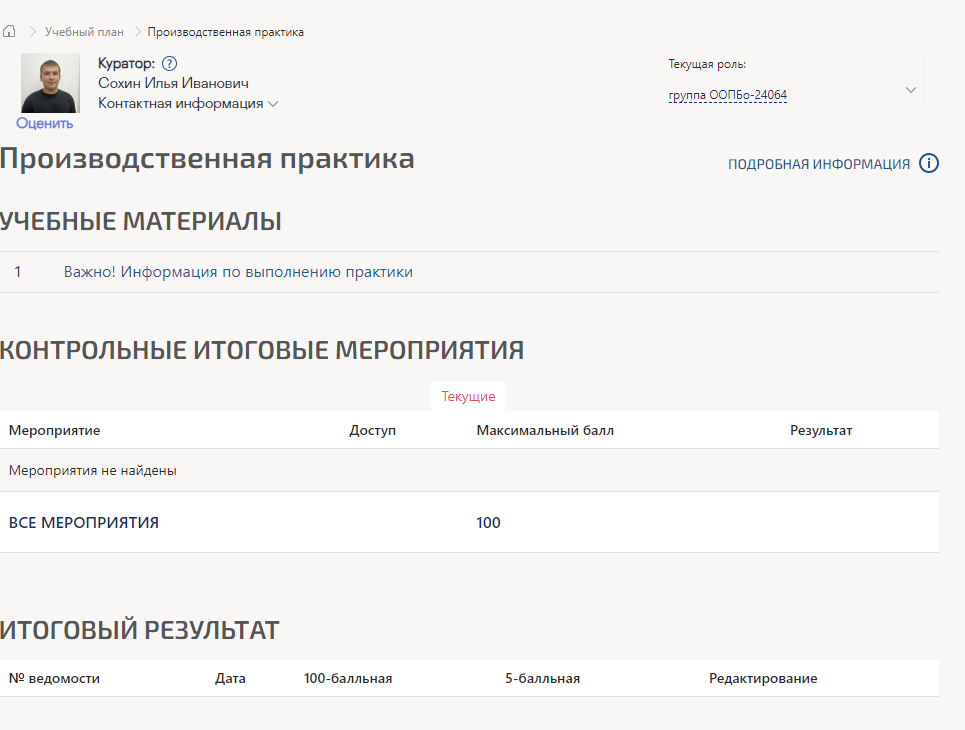 Учебный план Производственная практика
Куратор: ?
Сохин Илья Иванович
Контактная информация
Оценить
Текущая роль:
группа ООПБо-24064
Производственная практика
ПОДРОБНАЯ ИНФОРМАЦИЯ i
УЧЕБНЫЕ МАТЕРИАЛЫ
1 Важно! Информация по выполнению практики
КОНТРОЛЬНЫЕ ИТОГОВЫЕ МЕРОПРИЯТИЯ
Текущие
Мероприятие Доступ Максимальный балл Результат
Мероприятия не найдены
ВСЕ МЕРОПРИЯТИЯ 100
ИТОГОВЫЙ РЕЗУЛЬТАТ
№ ведомости Дата 100-балльная 5-балльная Редактирование